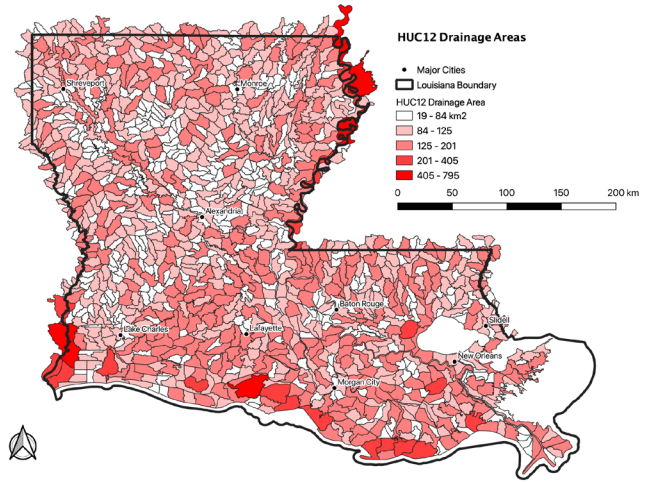 HUC12 Drainage Areas
Major Cities
Louisiana Boundary
HUC12 Drainage Area
19 - 84 km2
84 - 125
125 - 201
201 - 405
405 - 795
0 50 100 150 200 km
Shreveport
Monroe
Alexandria
Baton Rouge
Slidell
Lake Charles
Lafayette
New Orleans
Morgan City